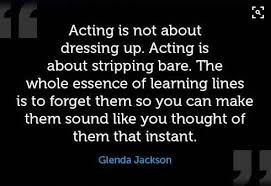 Acting is not about
dressing up. Acting is
about stripping bare. The
whole essence of learning lines
is to forget them so you can make
them sound like you thought of
them that instant.
Glenda Jackson